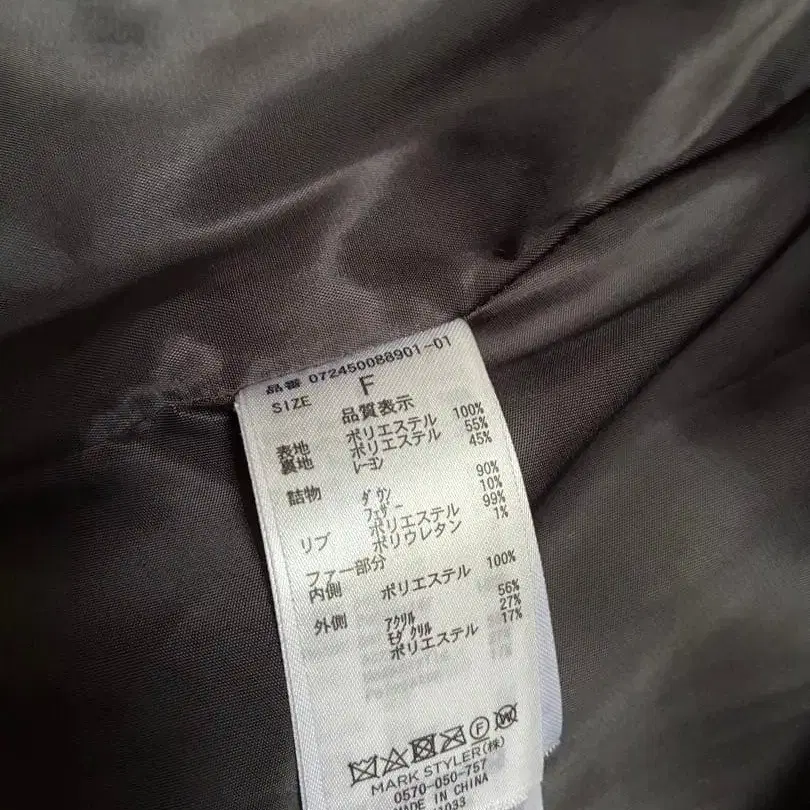 品番 072450088901-01
SIZE F
品質表示
表地 ポリエステル 100%
裏地 ポリエステル 55%
レーヨン 45%
詰物 ダウン 90%
フェザー 10%
リブ ポリエステル 99%
ポリウレタン 1%
ファー部分
内側 ポリエステル 100%
外側 アクリル 56%
モダクリル 27%
ポリエステル 17%
F W
MARK STYLER(株)
0570-050-757
MADE IN CHINA